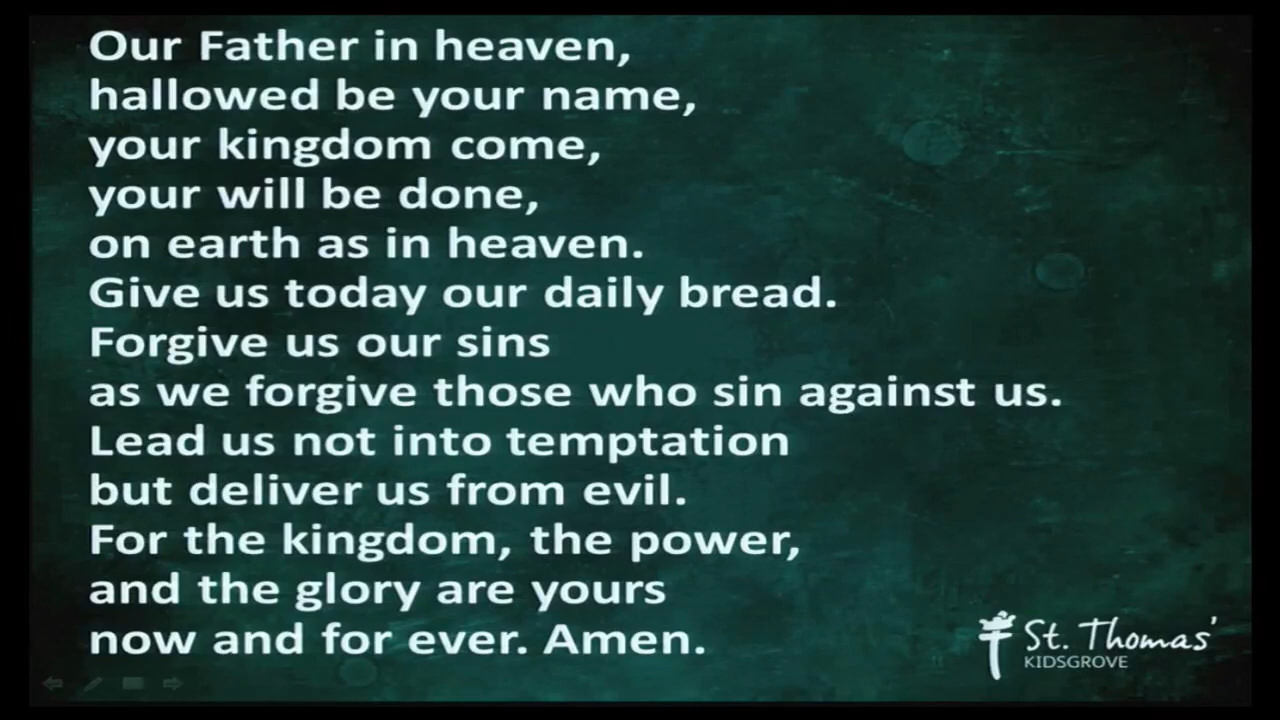 Our Father in heaven,
hallowed be your name,
your kingdom come,
your will be done,
on earth as in heaven.
Give us today our daily bread.
Forgive us our sins
as we forgive those who sin against us.
Lead us not into temptation
but deliver us from evil.
For the kingdom, the power,
and the glory are yours
now and for ever. Amen.
St. Thomas'
KIDSGROVE